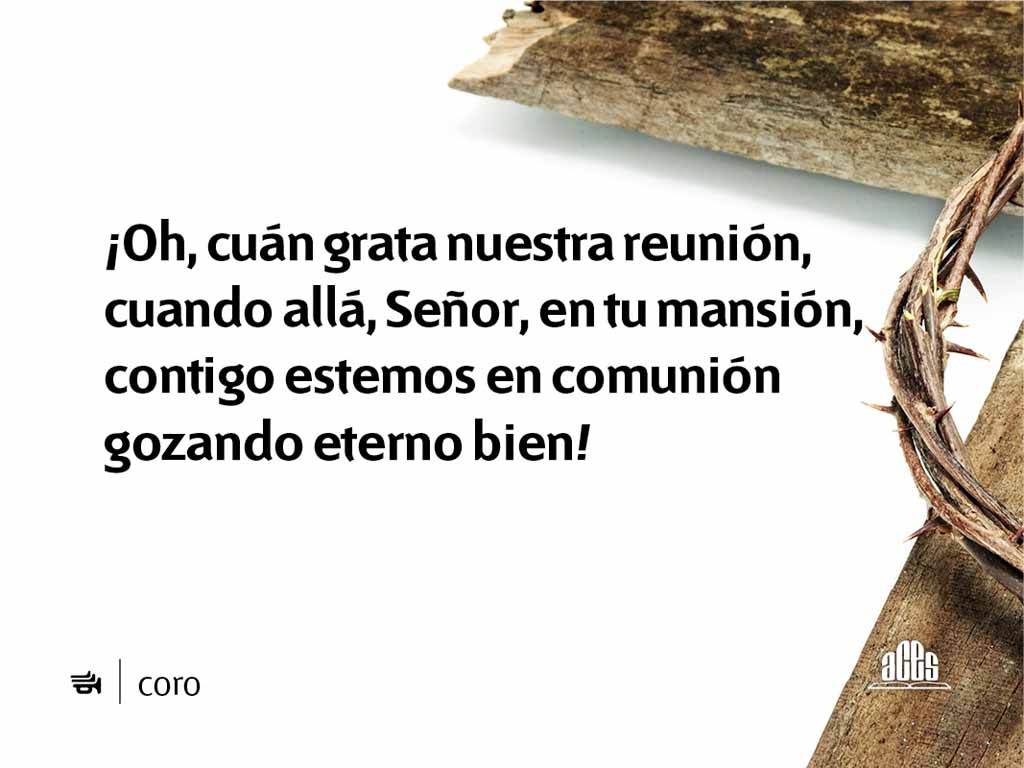 ¡Oh, cuán grata nuestra reunión,
cuando allá, Señor, en tu mansión,
contigo estemos en comunión
gozando eterno bien!
coro
aces